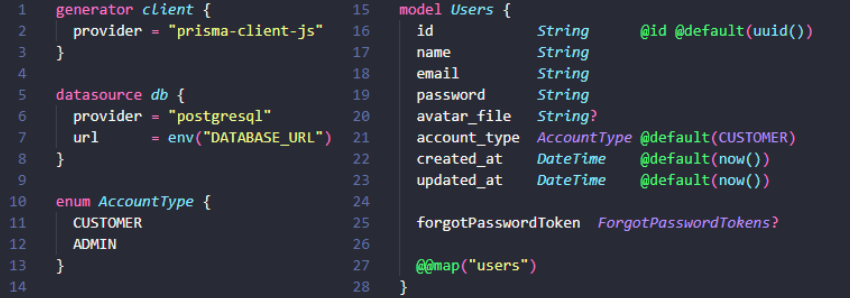 1 generator client {
2 provider = "prisma-client-js"
3 }
4
5 datasource db {
6 provider = "postgresql"
7 url = env("DATABASE_URL")
8 }
9
10 enum AccountType {
11 CUSTOMER
12 ADMIN
13 }
14
15 model Users {
16 id String @id @default(uuid())
17 name String
18 email String
19 password String
20 avatar_file String?
21 account_type AccountType @default(CUSTOMER)
22 created_at DateTime @default(now())
23 updated_at DateTime @default(now())
24
25 forgotPasswordToken ForgotPasswordTokens?
26
27 @@map("users")
28 }